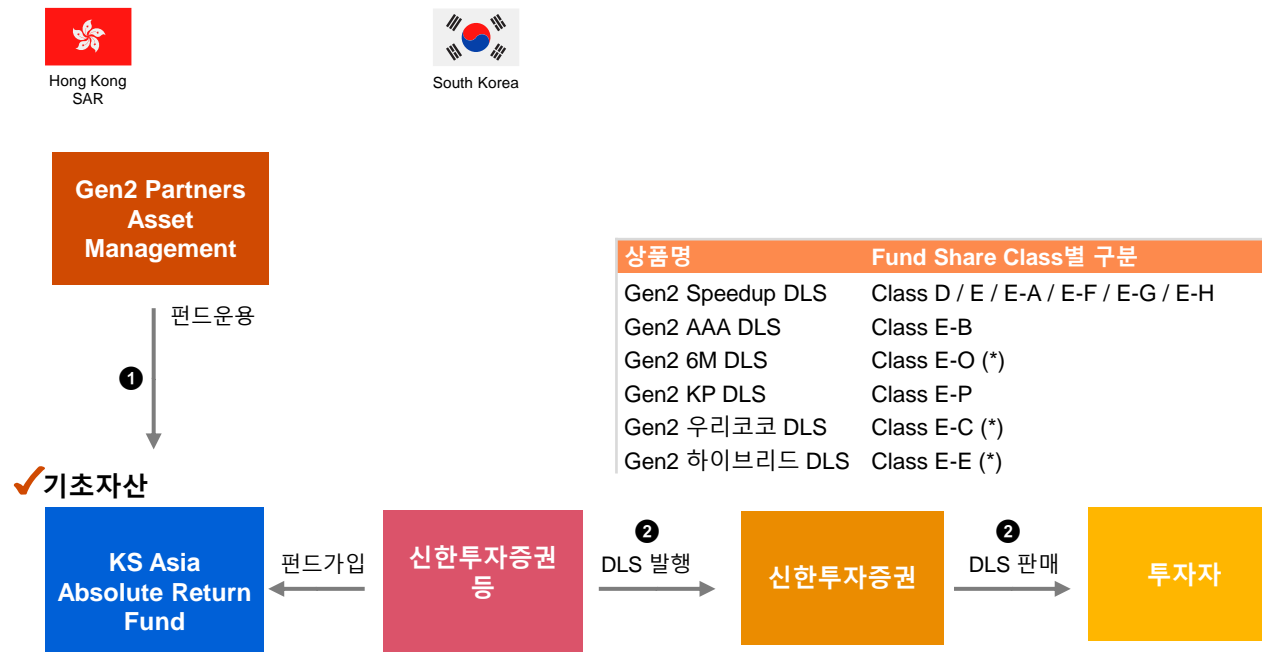 Hong Kong
SAR
South Korea
Gen2 Partners
Asset
Management
펀드운용
❶
상품명 Fund Share Class별 구분
Gen2 Speedup DLS Class D / E / E-A / E-F / E-G / E-H
Gen2 AAA DLS Class E-B
Gen2 6M DLS Class E-O (*)
Gen2 KP DLS Class E-P
Gen2 우리코코 DLS Class E-C (*)
Gen2 하이브리드 DLS Class E-E (*)
✓기초자산
KS Asia
Absolute Return
Fund
펀드가입
신한투자증권
등
❷
DLS 발행
신한투자증권
❷
DLS 판매
투자자